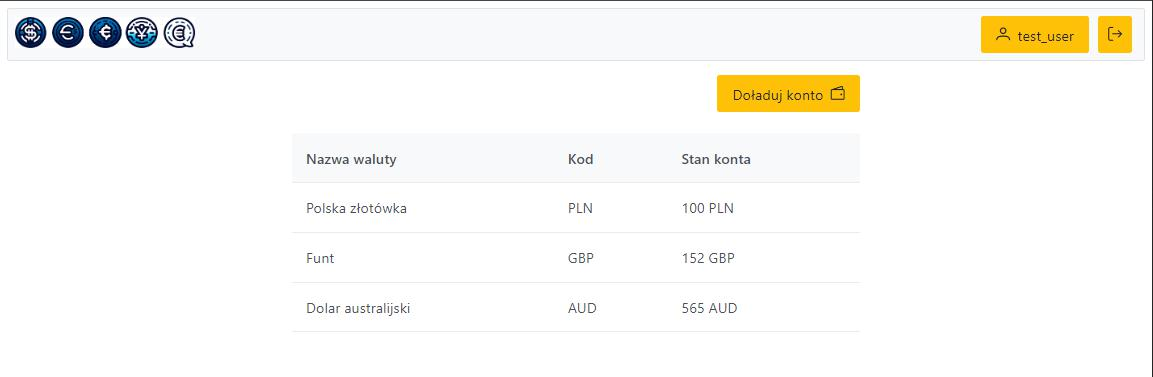 test_user
Doładuj konto
Nazwa waluty Kod Stan konta
Polska złotówka PLN 100 PLN
Funt GBP 152 GBP
Dolar australijski AUD 565 AUD